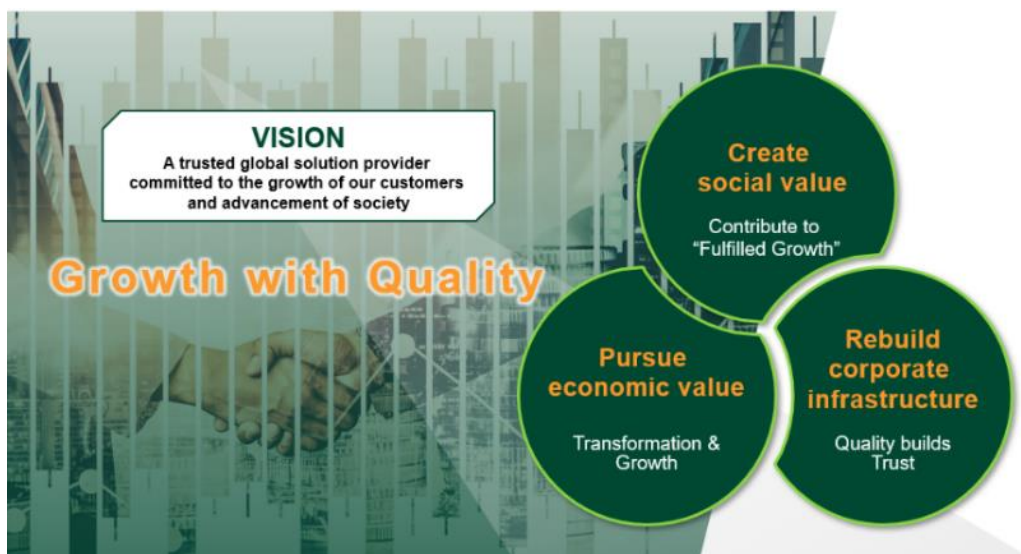 VISION
A trusted global solution provider
committed to the growth of our customers
and advancement of society
Growth with Quality
Create
social value
Contribute to
“Fulfilled Growth”
Pursue
economic value
Transformation &
Growth
Rebuild
corporate
infrastructure
Quality builds
Trust